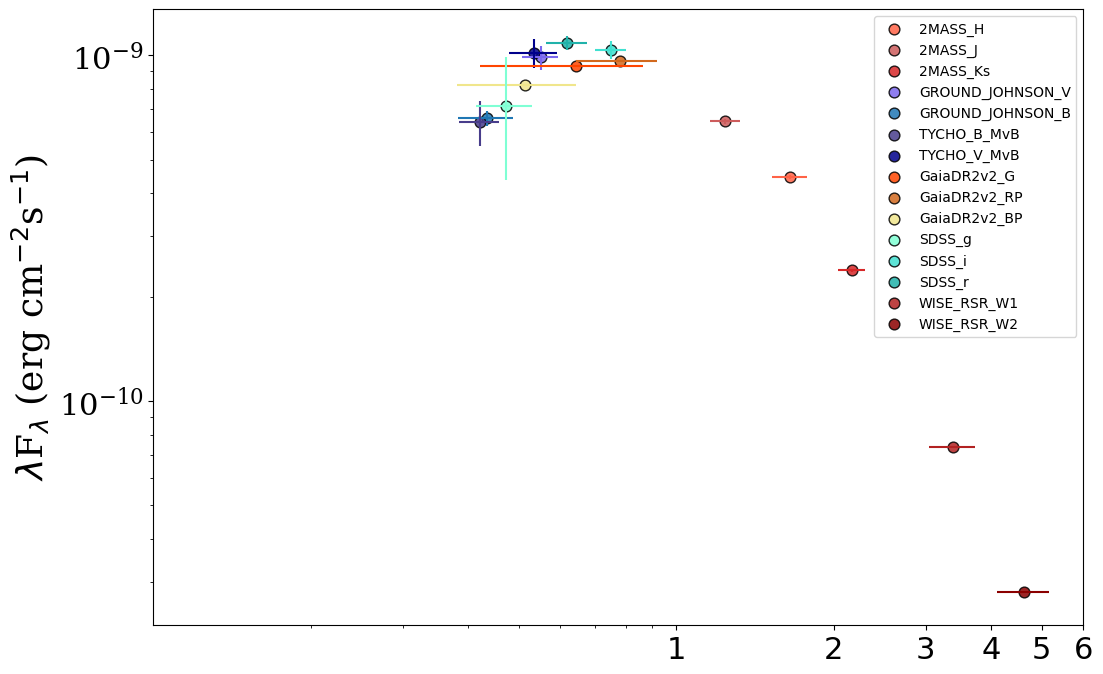 10⁻⁹
10⁻¹⁰
λF_λ (erg cm⁻²s⁻¹)
2MASS_H
2MASS_J
2MASS_Ks
GROUND_JOHNSON_V
GROUND_JOHNSON_B
TYCHO_B_MvB
TYCHO_V_MvB
GaiaDR2v2_G
GaiaDR2v2_RP
GaiaDR2v2_BP
SDSS_g
SDSS_i
SDSS_r
WISE_RSR_W1
WISE_RSR_W2
1 2 3 4 5 6